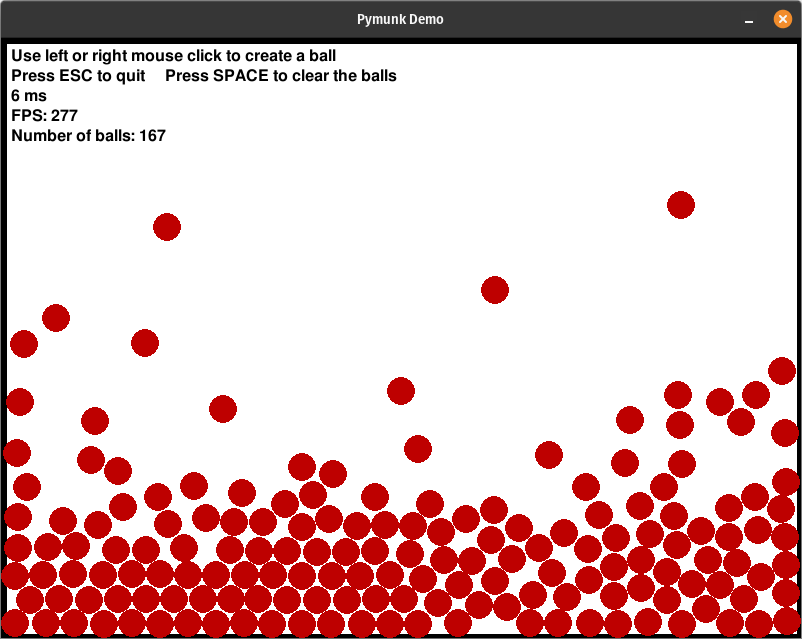 Pymunk Demo
Use left or right mouse click to create a ball
Press ESC to quit    Press SPACE to clear the balls
6 ms
FPS: 277
Number of balls: 167